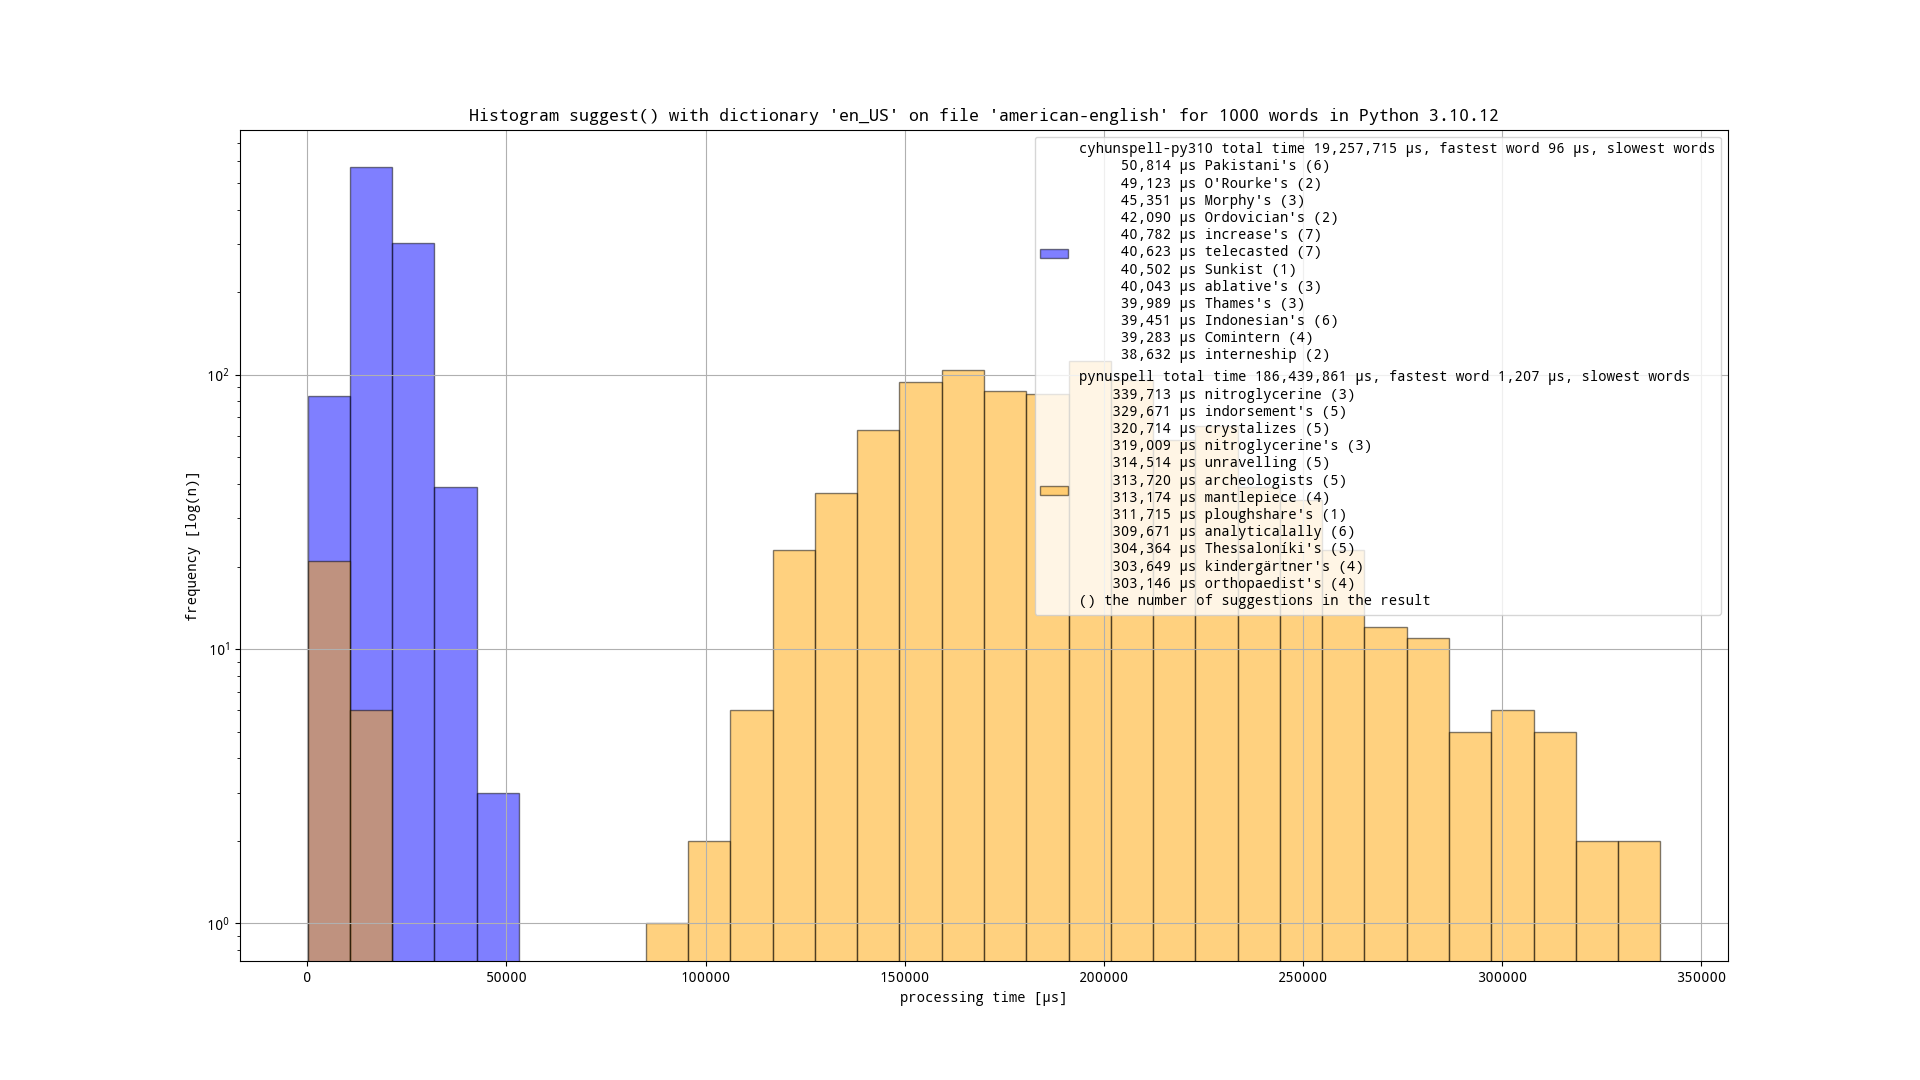 Histogram suggest() with dictionary 'en_US' on file 'american-english' for 1000 words in Python 3.10.12
cyhunspell-py310 total time 19,257,715 µs, fastest word 96 µs, slowest words
50,814 µs Pakistani's (6)
49,123 µs O'Rourke's (2)
45,351 µs Morphy's (3)
42,090 µs Ordovician's (2)
40,782 µs increase's (7)
40,623 µs telecasted (7)
40,502 µs Sunkist (1)
40,043 µs ablative's (3)
39,989 µs Thames's (3)
39,451 µs Indonesian's (6)
39,283 µs Comintern (4)
38,632 µs interneship (2)
pynuspell total time 186,439,861 µs, fastest word 1,207 µs, slowest words
339,713 µs nitroglycerine (3)
329,671 µs indorsement's (5)
320,714 µs crystalizes (5)
319,009 µs nitroglycerine's (3)
314,514 µs unravelling (5)
313,720 µs archeologists (5)
313,174 µs mantlepiece (4)
311,715 µs ploughshare's (1)
309,671 µs analyticalally (6)
304,364 µs Thessaloníki's (5)
303,649 µs kindergärtner's (4)
303,146 µs orthopaedist's (4)
() the number of suggestions in the result
frequency [log(n)]
10²
10¹
10⁰
0 50000 100000 150000 200000 250000 300000 350000
processing time [µs]